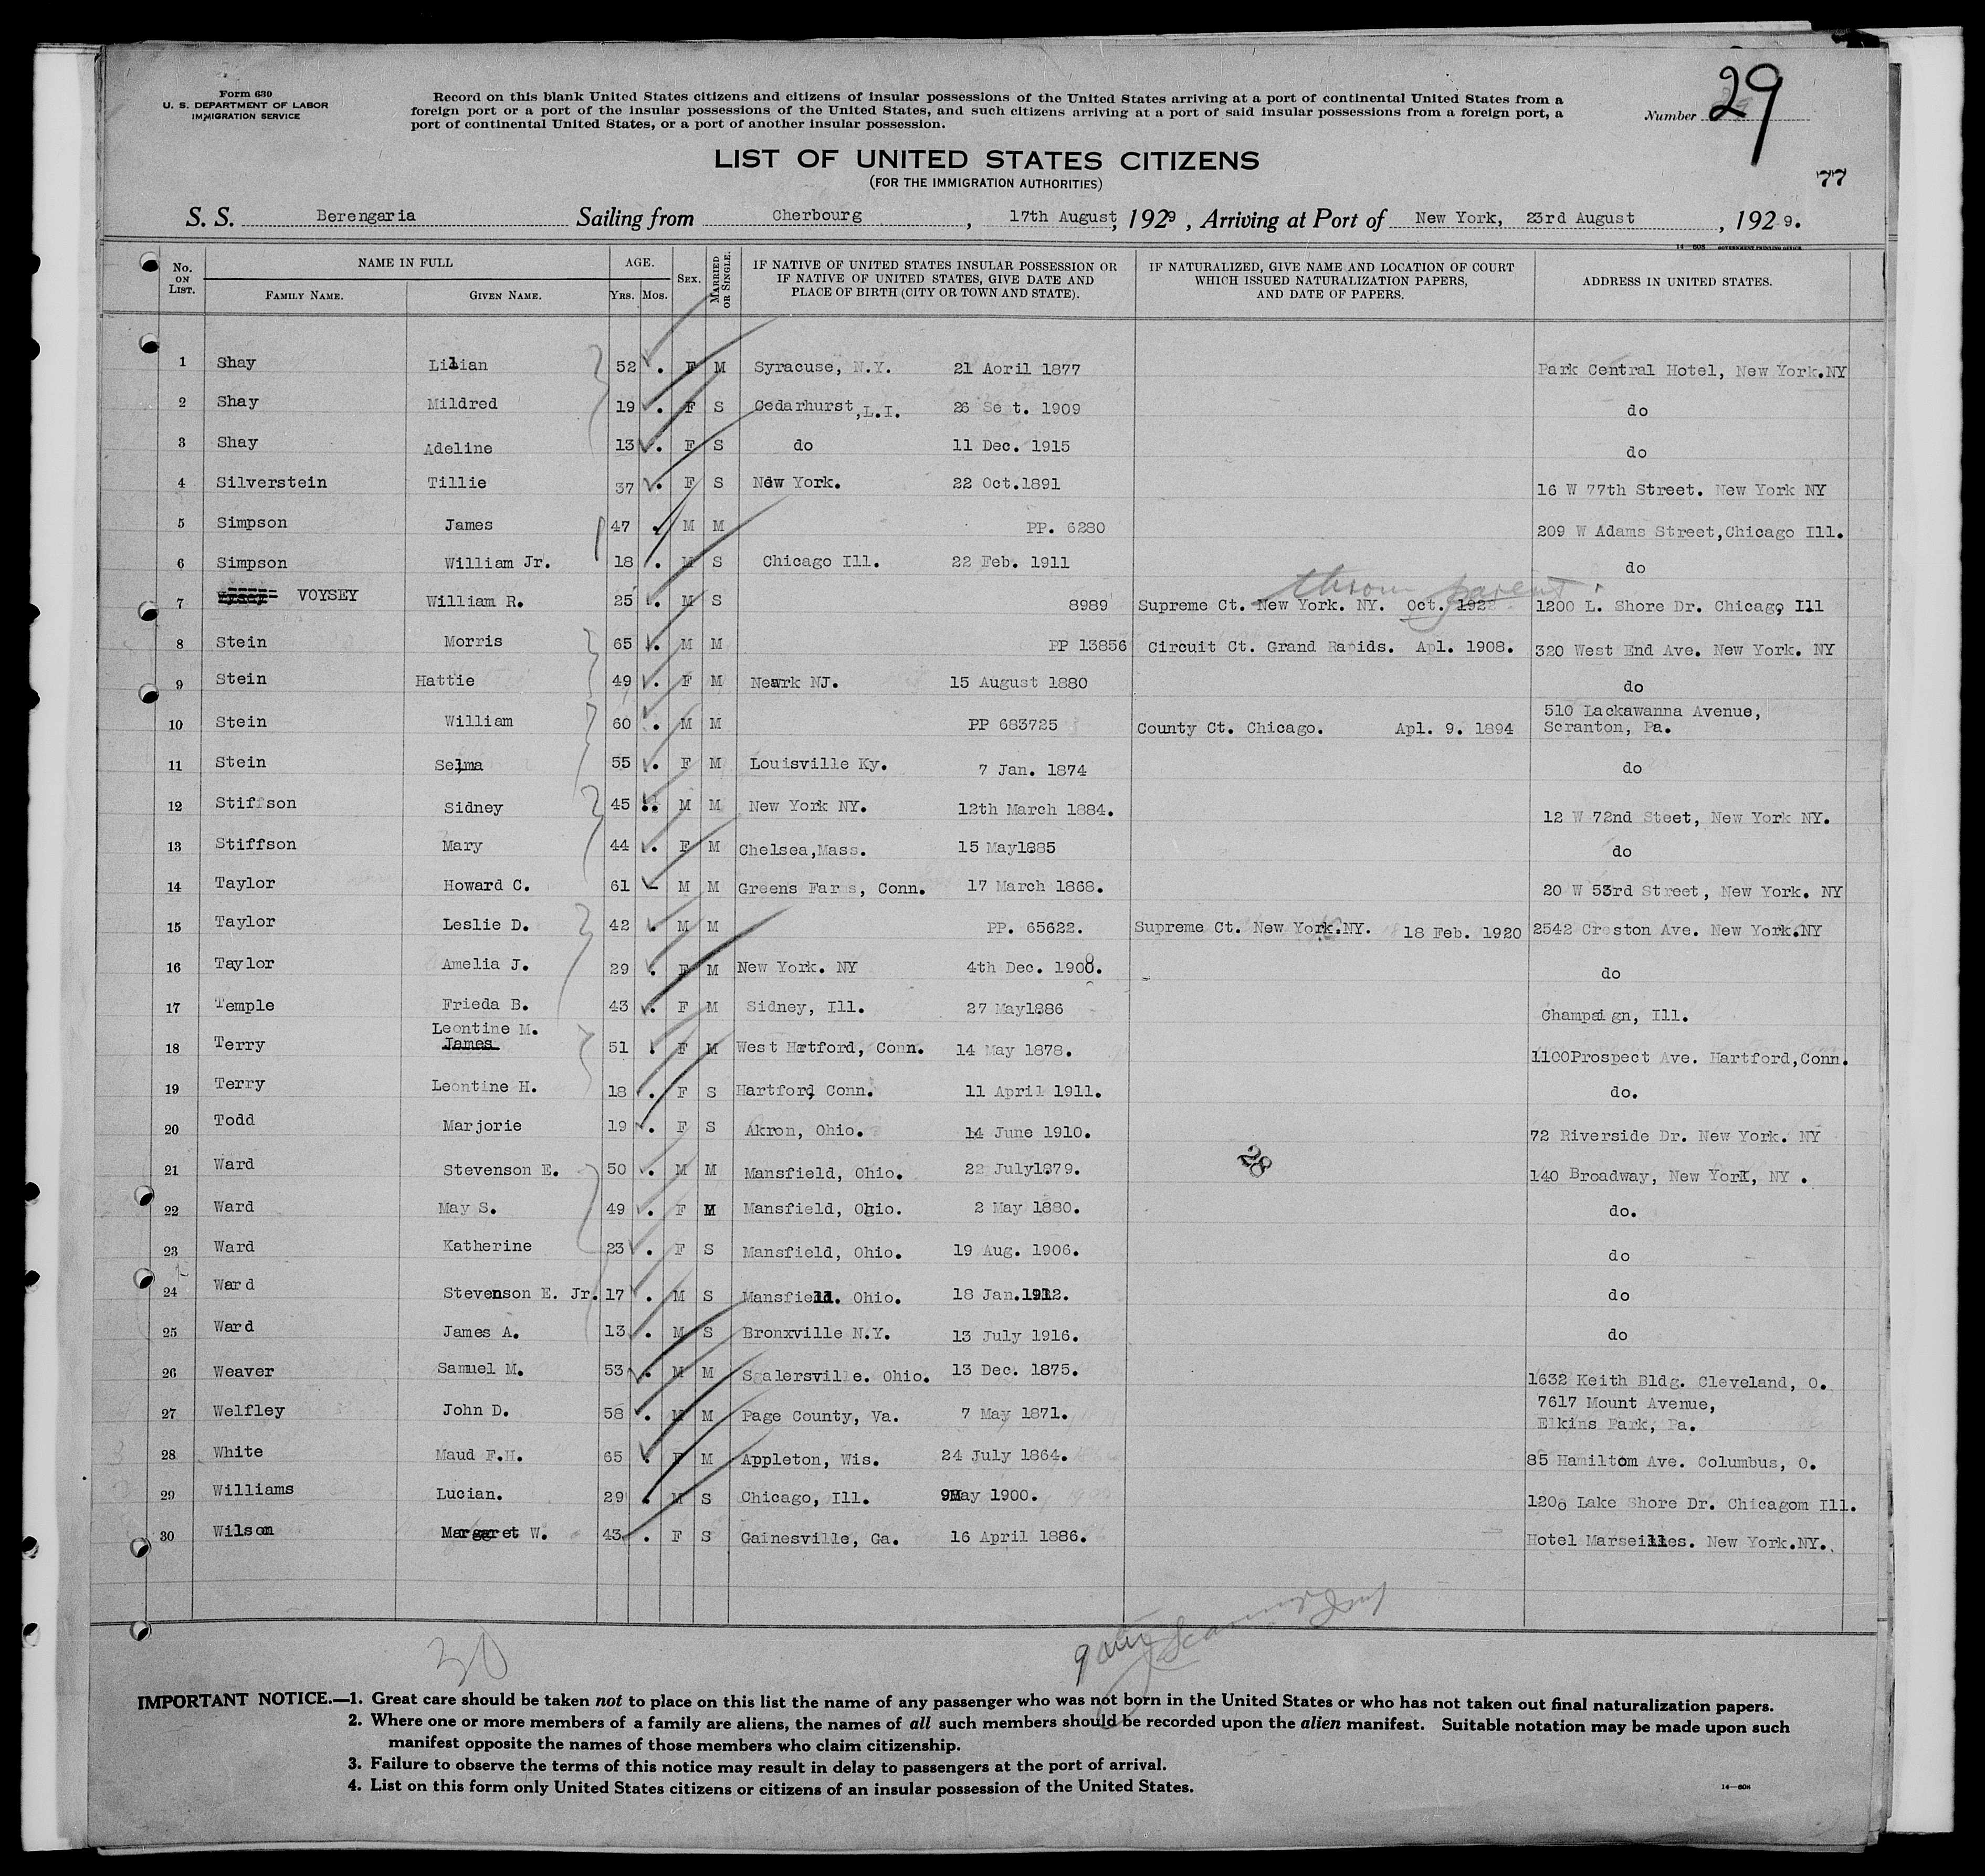 Form 630
U. S. DEPARTMENT OF LABOR
IMMIGRATION SERVICE
Record on this blank United States citizens and citizens of insular possessions of the United States arriving at a port of continental United States from a
foreign port or a port of the insular possessions of the United States, and such citizens arriving at a port of said insular possessions from a foreign port, a
port of continental United States, or a port of another insular possession.
Number 29
LIST OF UNITED STATES CITIZENS
(FOR THE IMMIGRATION AUTHORITIES)
77
S. S. Berengaria Sailing from Cherbourg, 17th August, 1929, Arriving at Port of New York, 23rd August, 1929.
14—608 GOVERNMENT PRINTING OFFICE
No. ON LIST. NAME IN FULL FAMILY NAME. GIVEN NAME. AGE. YRS. MOS. SEX. MARRIED OR SINGLE. IF NATIVE OF UNITED STATES INSULAR POSSESSION OR IF NATIVE OF UNITED STATES, GIVE DATE AND PLACE OF BIRTH (CITY OR TOWN AND STATE). IF NATURALIZED, GIVE NAME AND LOCATION OF COURT WHICH ISSUED NATURALIZATION PAPERS, AND DATE OF PAPERS. ADDRESS IN UNITED STATES.
1 Shay Lilian 52 F M Syracuse, N.Y. 21 Aoril 1877 Park Central Hotel, New York.NY
2 Shay Mildred 19 F S Cedarhurst,L.I. 26 Se t. 1909 do
3 Shay Adeline 13 F S do 11 Dec. 1915 do
4 Silverstein Tillie 37 F S New York. 22 Oct.1891 16 W 77th Street. New York NY
5 Simpson James 47 M M PP. 6280 209 W Adams Street,Chicago Ill.
6 Simpson William Jr. 18 M S Chicago Ill. 22 Feb. 1911 do
7 VOYSEY William R. 25 M S 8989 Supreme Ct. New York. NY. Oct. 1922 parent 1200 L. Shore Dr. Chicago, Ill
8 Stein Morris 65 M M PP 13856 Circuit Ct. Grand Rapids. Apl. 1908. 320 West End Ave. New York. NY
9 Stein Hattie 49 F M Newark NJ. 15 August 1880 do
10 Stein William 60 M M PP 683725 County Ct. Chicago. Apl. 9. 1894 510 Lackawanna Avenue,
Scranton, Pa.
11 Stein Selma 55 F M Louisville Ky. 7 Jan. 1874 do
12 Stiffson Sidney 45 M M New York NY. 12th March 1884. 12 W 72nd Steet, New York NY.
13 Stiffson Mary 44 F M Chelsea,Mass. 15 May1885 do
14 Taylor Howard C. 61 M M Greens Farms, Conn. 17 March 1868. 20 W 53rd Street, New York. NY
15 Taylor Leslie D. 42 M M PP. 65622. Supreme Ct. New York.NY. 18 Feb. 1920 2542 Creston Ave. New York.NY
16 Taylor Amelia J. 29 F M New York. NY 4th Dec. 1908. do
17 Temple Frieda B. 43 F M Sidney, Ill. 27 May1886 Champaign, Ill.
18 Terry Leontine M. James 51 F M West Hartford, Conn. 14 May 1878. 1100Prospect Ave. Hartford,Conn.
19 Terry Leontine H. 18 F S Hartford, Conn. 11 April 1911. do.
20 Todd Marjorie 19 F S Akron, Ohio. 14 June 1910. 72 Riverside Dr. New York. NY
21 Ward Stevenson E. 50 M M Mansfield, Ohio. 22 July1879. 28 140 Broadway, New York, NY .
22 Ward May S. 49 F M Mansfield, Ohio. 2 May 1880. do.
23 Ward Katherine 23 F S Mansfield, Ohio. 19 Aug. 1906. do
24 Ward Stevenson E. Jr. 17 M S Mansfield. Ohio. 18 Jan.1912. do
25 Ward James A. 13 M S Bronxville N.Y. 13 July 1916. do
26 Weaver Samuel M. 53 M M Sgalersville. Ohio. 13 Dec. 1875. 1632 Keith Bldg. Cleveland, O.
27 Welfley John D. 58 M M Page County, Va. 7 May 1871. 7617 Mount Avenue,
Elkins Park, Pa.
28 White Maud F.H. 65 F M Appleton, Wis. 24 July 1864. 85 Hamilton Ave. Columbus, O.
29 Williams Lucian. 29 M S Chicago, Ill. 9May 1900. 1200 Lake Shore Dr. Chicagom Ill.
30 Wilson Margaret W. 43 F S Gainesville, Ga. 16 April 1886. Hotel Marseilles. New York.NY.
30
IMPORTANT NOTICE.—1. Great care should be taken not to place on this list the name of any passenger who was not born in the United States or who has not taken out final naturalization papers.
2. Where one or more members of a family are aliens, the names of all such members should be recorded upon the alien manifest. Suitable notation may be made upon such
manifest opposite the names of those members who claim citizenship.
3. Failure to observe the terms of this notice may result in delay to passengers at the port of arrival.
4. List on this form only United States citizens or citizens of an insular possession of the United States.
14—608